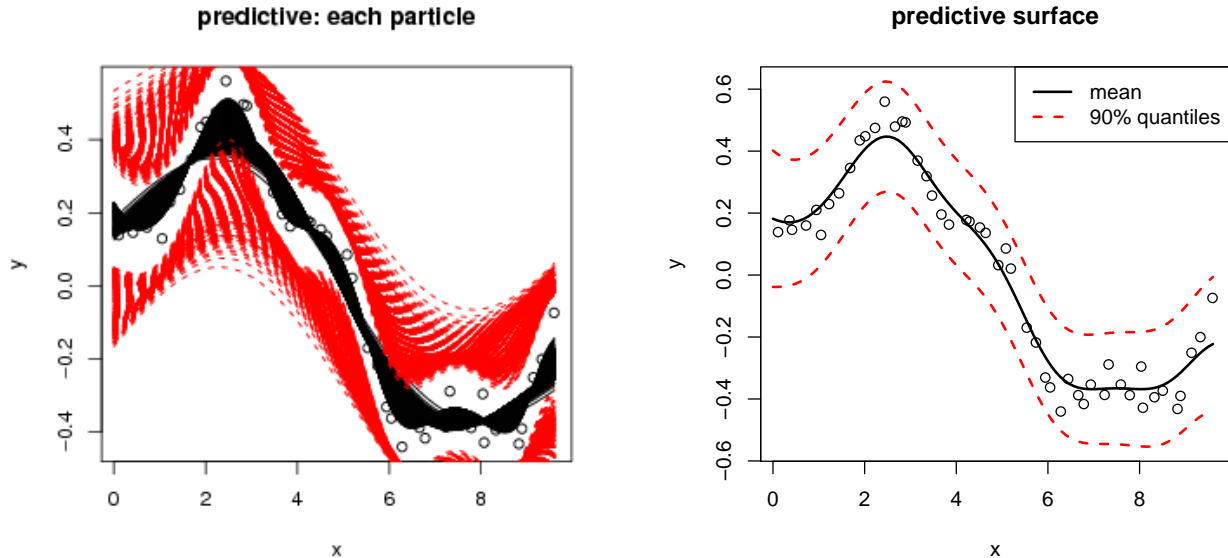 predictive: each particle
y
0.4
0.2
0.0
−0.2
−0.4
0 2 4 6 8
x
predictive surface
mean
90% quantiles
y
0.6
0.4
0.2
0.0
−0.2
−0.4
−0.6
0 2 4 6 8
x